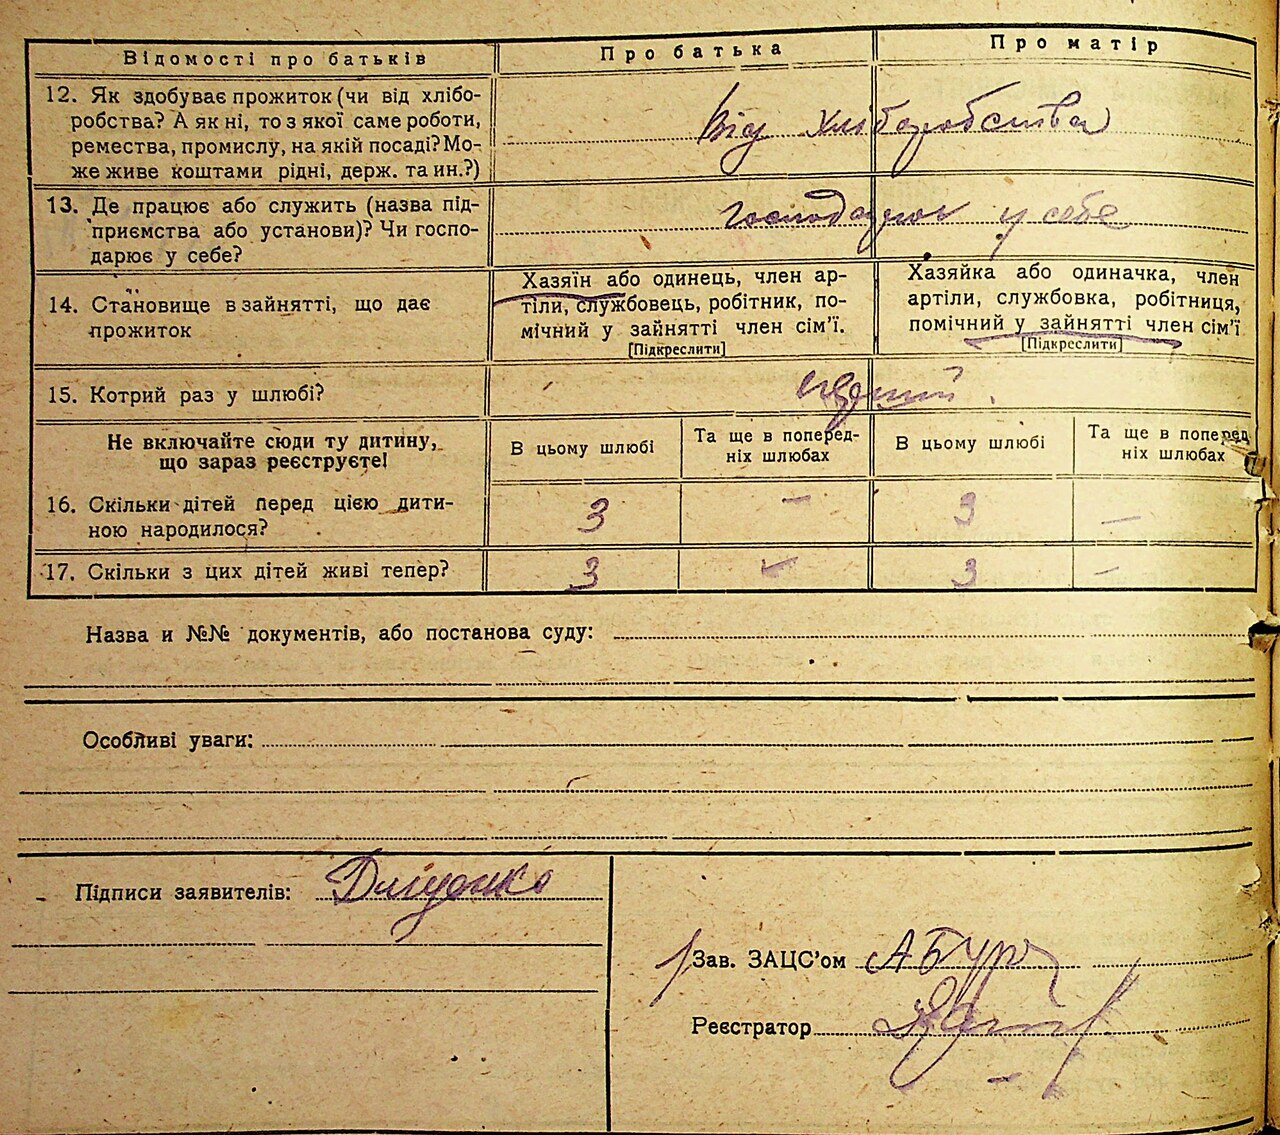 Відомості про батьків
Про батька
Про матір
12. Як здобуває прожиток (чи від хлібо-
робства? А як ні, то з якої саме роботи,
ремества, промислу, на якій посаді? Мо-
же живе коштами рідні, держ. та ин.?)
Від хліборобства
13. Де працює або служить (назва під-
приємства або установи)? Чи госпо-
дарює у себе?
господарює у себе
14. Становище в зайнятті, що дає
прожиток
Хазяїн або одинець, член ар-
тіли, службовець, робітник, по-
мічний у зайнятті член сім’ї.
[Підкреслити]
Хазяйка або одиначка, член
артіли, службовка, робітниця,
помічний у зайнятті член сім’ї
[Підкреслити]
15. Котрий раз у шлюбі?
Не включайте сюди ту дитину,
що зараз реєструєте!
В цьому шлюбі
Та ще в поперед-
ніх шлюбах
В цьому шлюбі
Та ще в поперед
ніх шлюбах
16. Скільки дітей перед цією дити-
ною народилося?
3 – 3 –
17. Скільки з цих дітей живі тепер?
3 – 3 –
Назва и №№ документів, або постанова суду:
Особливі уваги:
Підписи заявителів:
Зав. ЗАЦС’ом
Реєстратор